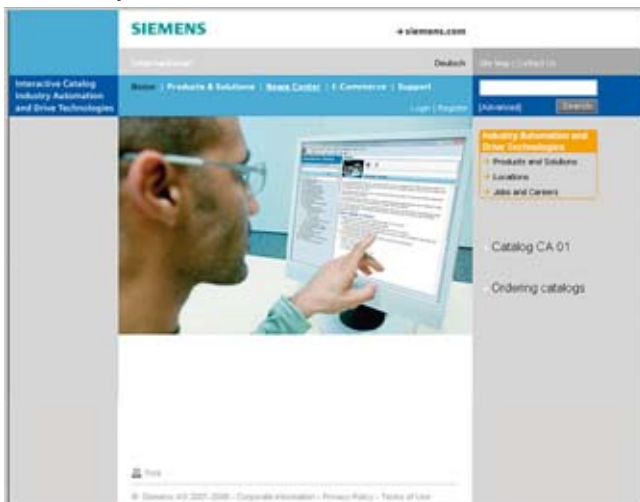 SIEMENS
→ siemens.com
International
Deutsch
Site Map | Contact Us
Interactive Catalog
Industry Automation
and Drive Technologies
Home | Products & Solutions | News Center | E-Commerce | Support
Login | Register
[Advanced]
Search
Industry Automation and
Drive Technologies
Products and Solutions
Locations
Jobs and Careers
Catalog CA 01
Ordering catalogs
Print
© Siemens AG 2001-2008 - Corporate Information - Privacy Policy - Terms of Use